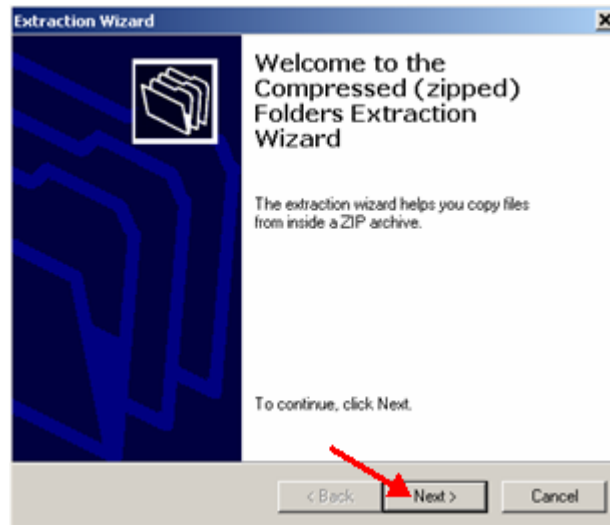 Extraction Wizard
Welcome to the
Compressed (zipped)
Folders Extraction
Wizard
The extraction wizard helps you copy files
from inside a ZIP archive.
To continue, click Next.
< Back
Next >
Cancel